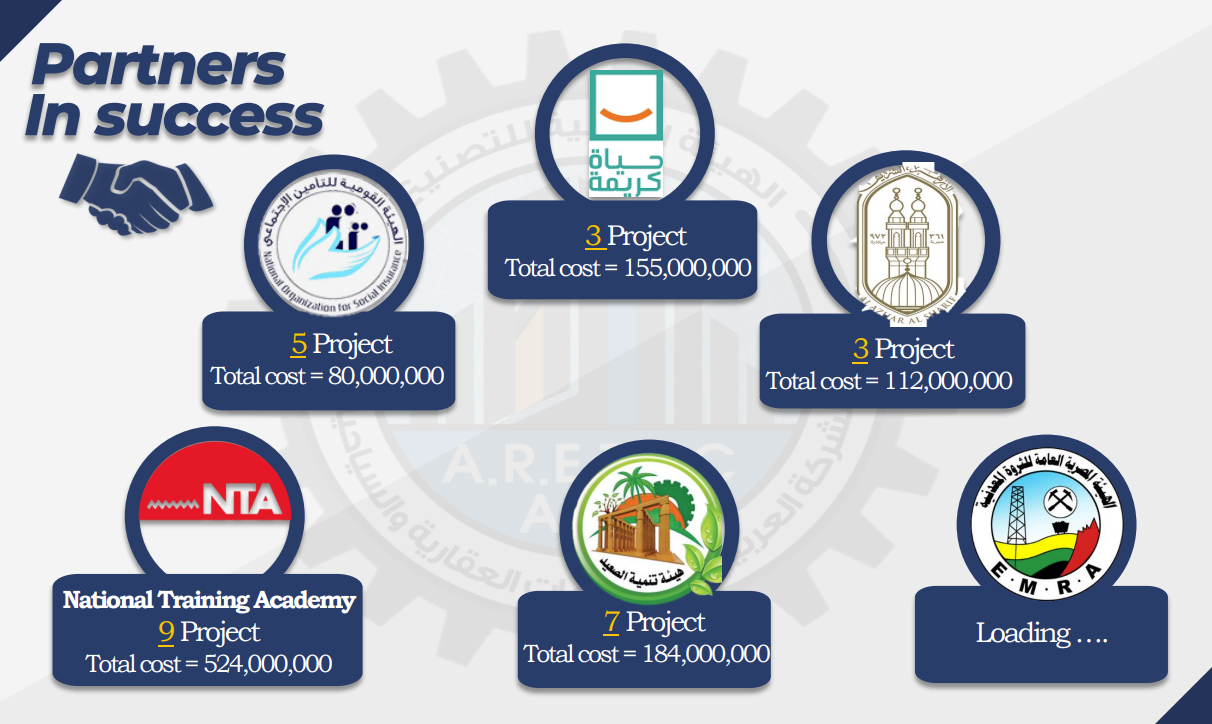 Partners
In success
حياة
كريمة
3 Project
Total cost = 155,000,000
الهيئة القومية للتأمين الاجتماعي
National Organization for Social Insurance
5 Project
Total cost = 80,000,000
٩٧٢ ٣٦١
AL AZHAR AL SHARIF
3 Project
Total cost = 112,000,000
NTA
National Training Academy
9 Project
Total cost = 524,000,000
هيئة تنمية الصعيد
7 Project
Total cost = 184,000,000
الهيئة المصرية العامة للثروة المعدنية
E·M·R·A
Loading ....